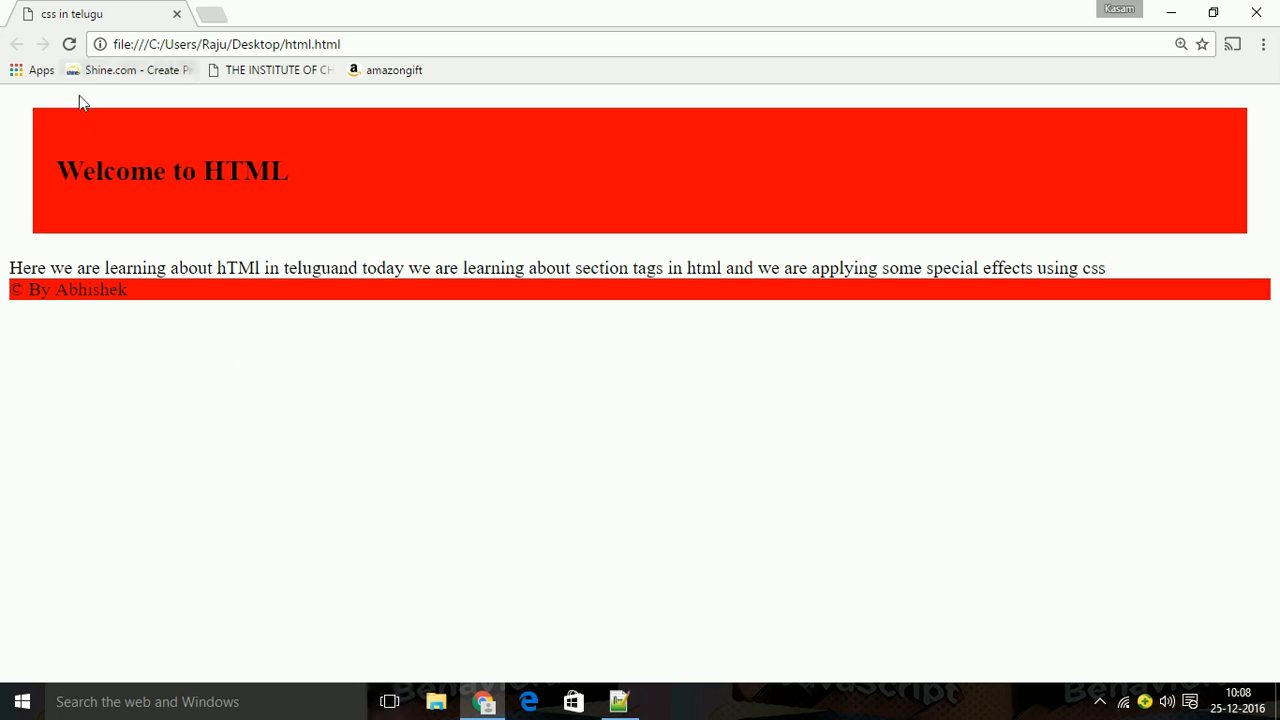 css in telugu
Kasam
file:///C:/Users/Raju/Desktop/html.html
Apps Shine.com - Create Pr THE INSTITUTE OF CH amazongift
Welcome to HTML
Here we are learning about hTMl in teluguand today we are learning about section tags in html and we are applying some special effects using css
© By Abhishek
Search the web and Windows
10:08
25-12-2016